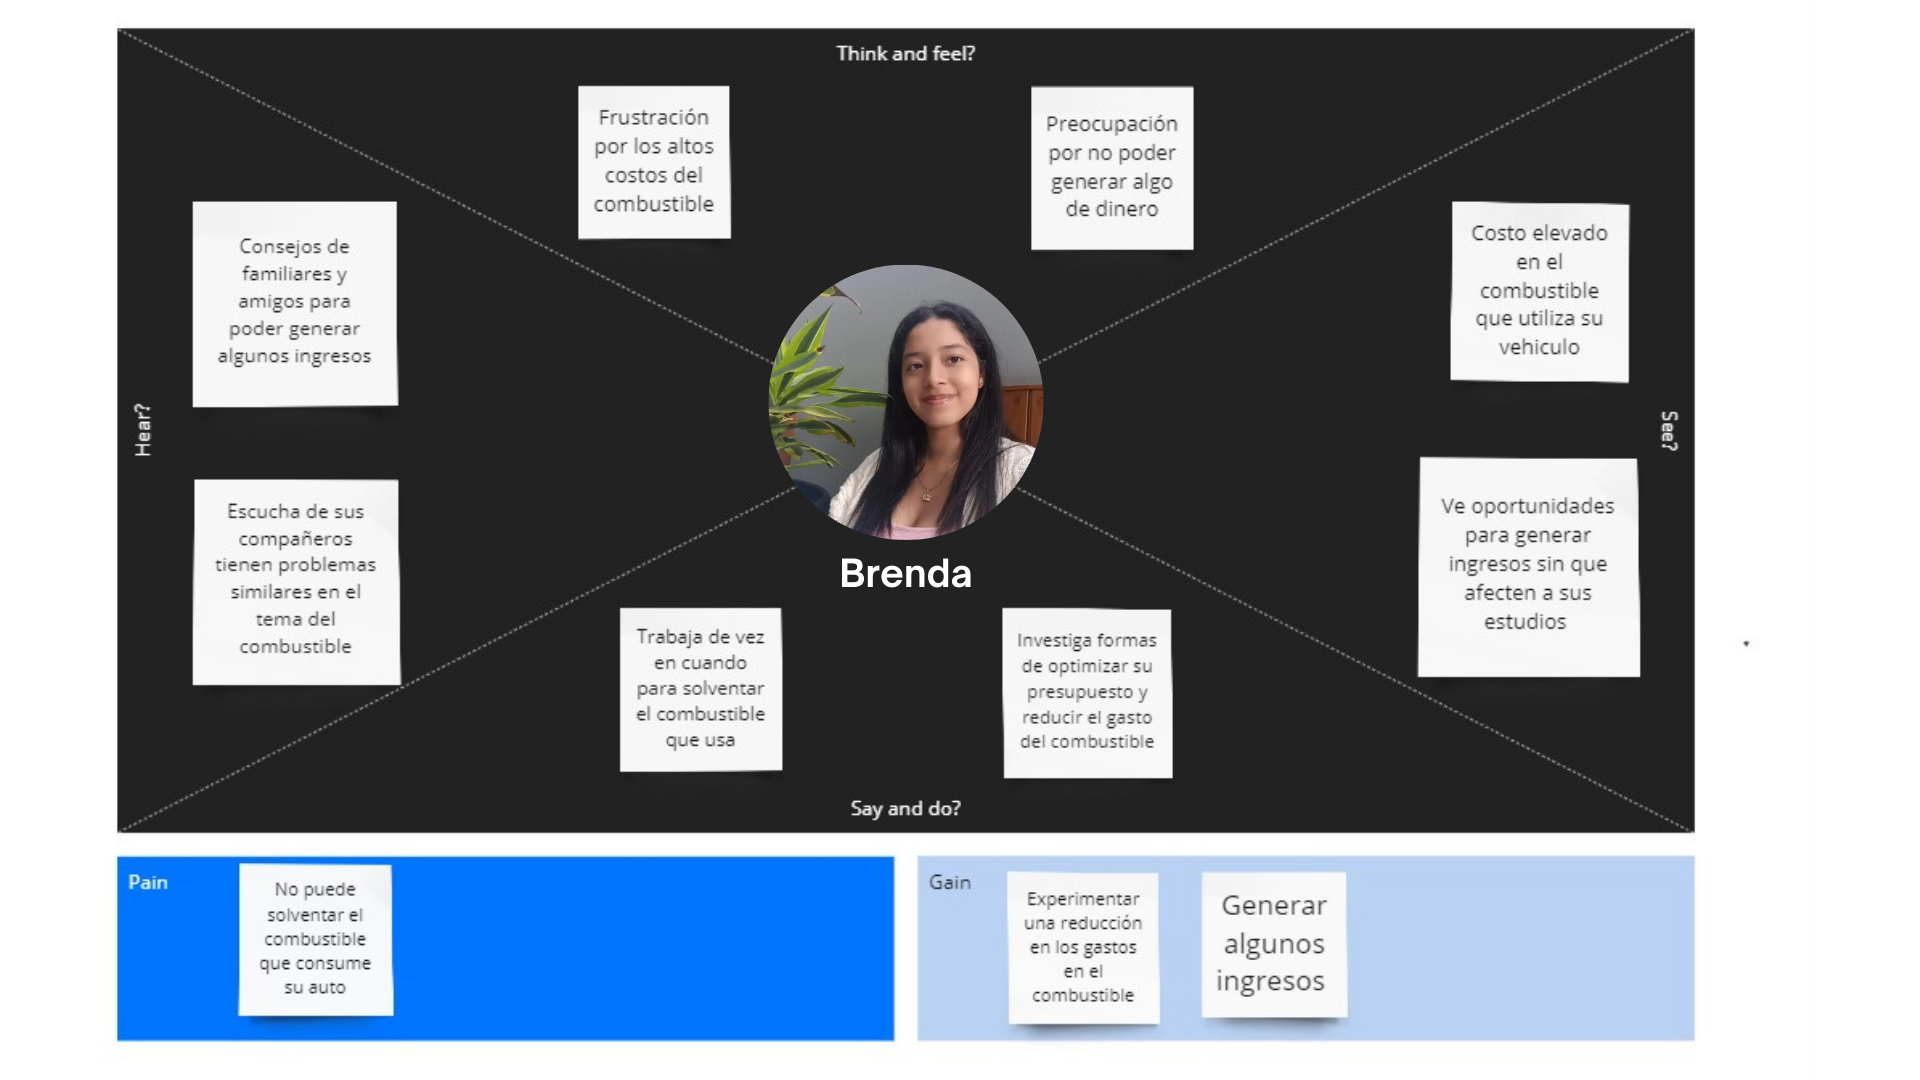 Think and feel?
Frustración
por los altos
costos del
combustible
Preocupación
por no poder
generar algo
de dinero
Hear?
Consejos de
familiares y
amigos para
poder generar
algunos ingresos
Escucha de sus
compañeros
tienen problemas
similares en el
tema del
combustible
Brenda
See?
Costo elevado
en el
combustible
que utiliza su
vehiculo
Ve oportunidades
para generar
ingresos sin que
afecten a sus
estudios
Trabaja de vez
en cuando
para solventar
el combustible
que usa
Investiga formas
de optimizar su
presupuesto y
reducir el gasto
del combustible
Say and do?
Pain
No puede
solventar el
combustible
que consume
su auto
Gain
Experimentar
una reducción
en los gastos
en el
combustible
Generar
algunos
ingresos